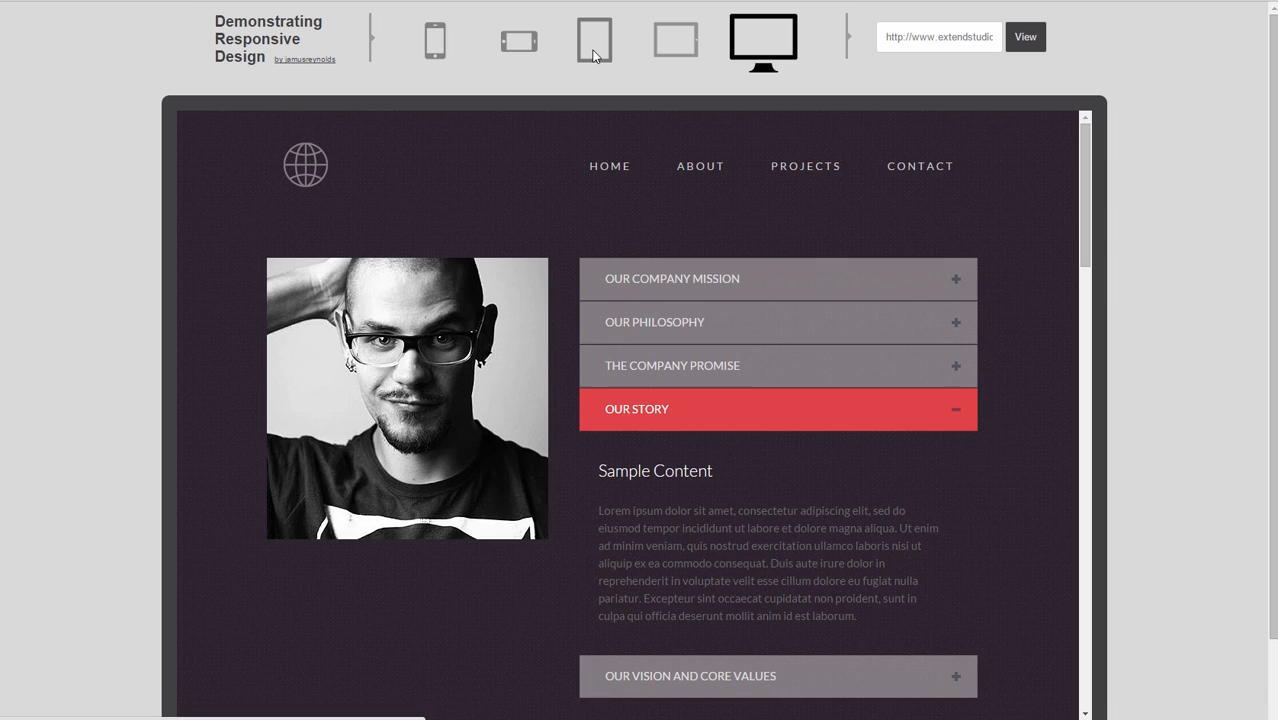 Demonstrating
Responsive
Design by jamusreynolds
http://www.extendstudio
View
HOME ABOUT PROJECTS CONTACT
OUR COMPANY MISSION
OUR PHILOSOPHY
THE COMPANY PROMISE
OUR STORY
Sample Content
Lorem ipsum dolor sit amet, consectetur adipiscing elit, sed do
eiusmod tempor incididunt ut labore et dolore magna aliqua. Ut enim
ad minim veniam, quis nostrud exercitation ullamco laboris nisi ut
aliquip ex ea commodo consequat. Duis aute irure dolor in
reprehenderit in voluptate velit esse cillum dolore eu fugiat nulla
pariatur. Excepteur sint occaecat cupidatat non proident, sunt in
culpa qui officia deserunt mollit anim id est laborum.
OUR VISION AND CORE VALUES